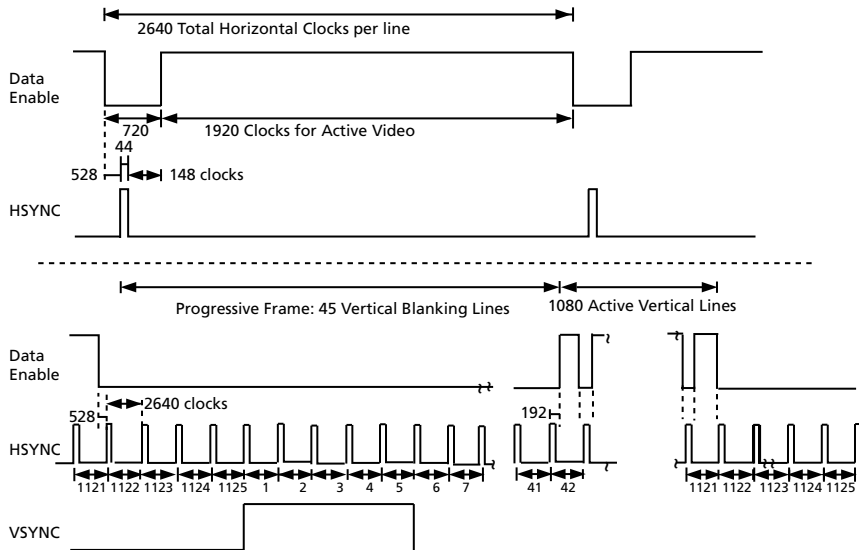 2640 Total Horizontal Clocks per line
Data
Enable
720
1920 Clocks for Active Video
44
528
148 clocks
HSYNC
Progressive Frame: 45 Vertical Blanking Lines
1080 Active Vertical Lines
Data
Enable
528
2640 clocks
192
HSYNC
1121 1122 1123 1124 1125 1 2 3 4 5 6 7 41 42 1121 1122 1123 1124 1125
VSYNC